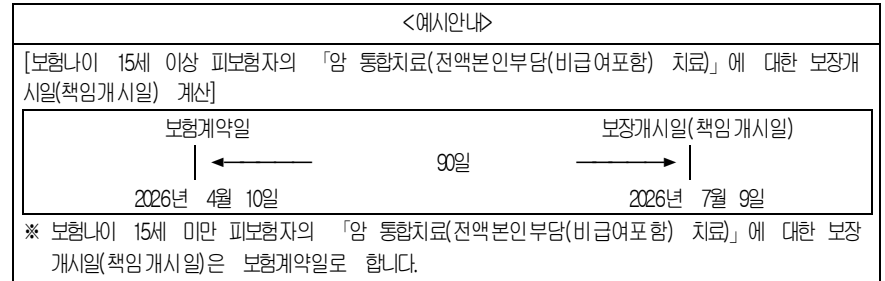 <예시안내>
[보험나이 15세 이상 피보험자의 「암 통합치료(전액본인부담(비급여포함) 치료)」에 대한 보장개
시일(책임개시일) 계산]
보험계약일 보장개시일(책임개시일)
90일
2026년 4월 10일 2026년 7월 9일
※ 보험나이 15세 미만 피보험자의 「암 통합치료(전액본인부담(비급여포함) 치료)」에 대한 보장
개시일(책임개시일)은 보험계약일로 합니다.